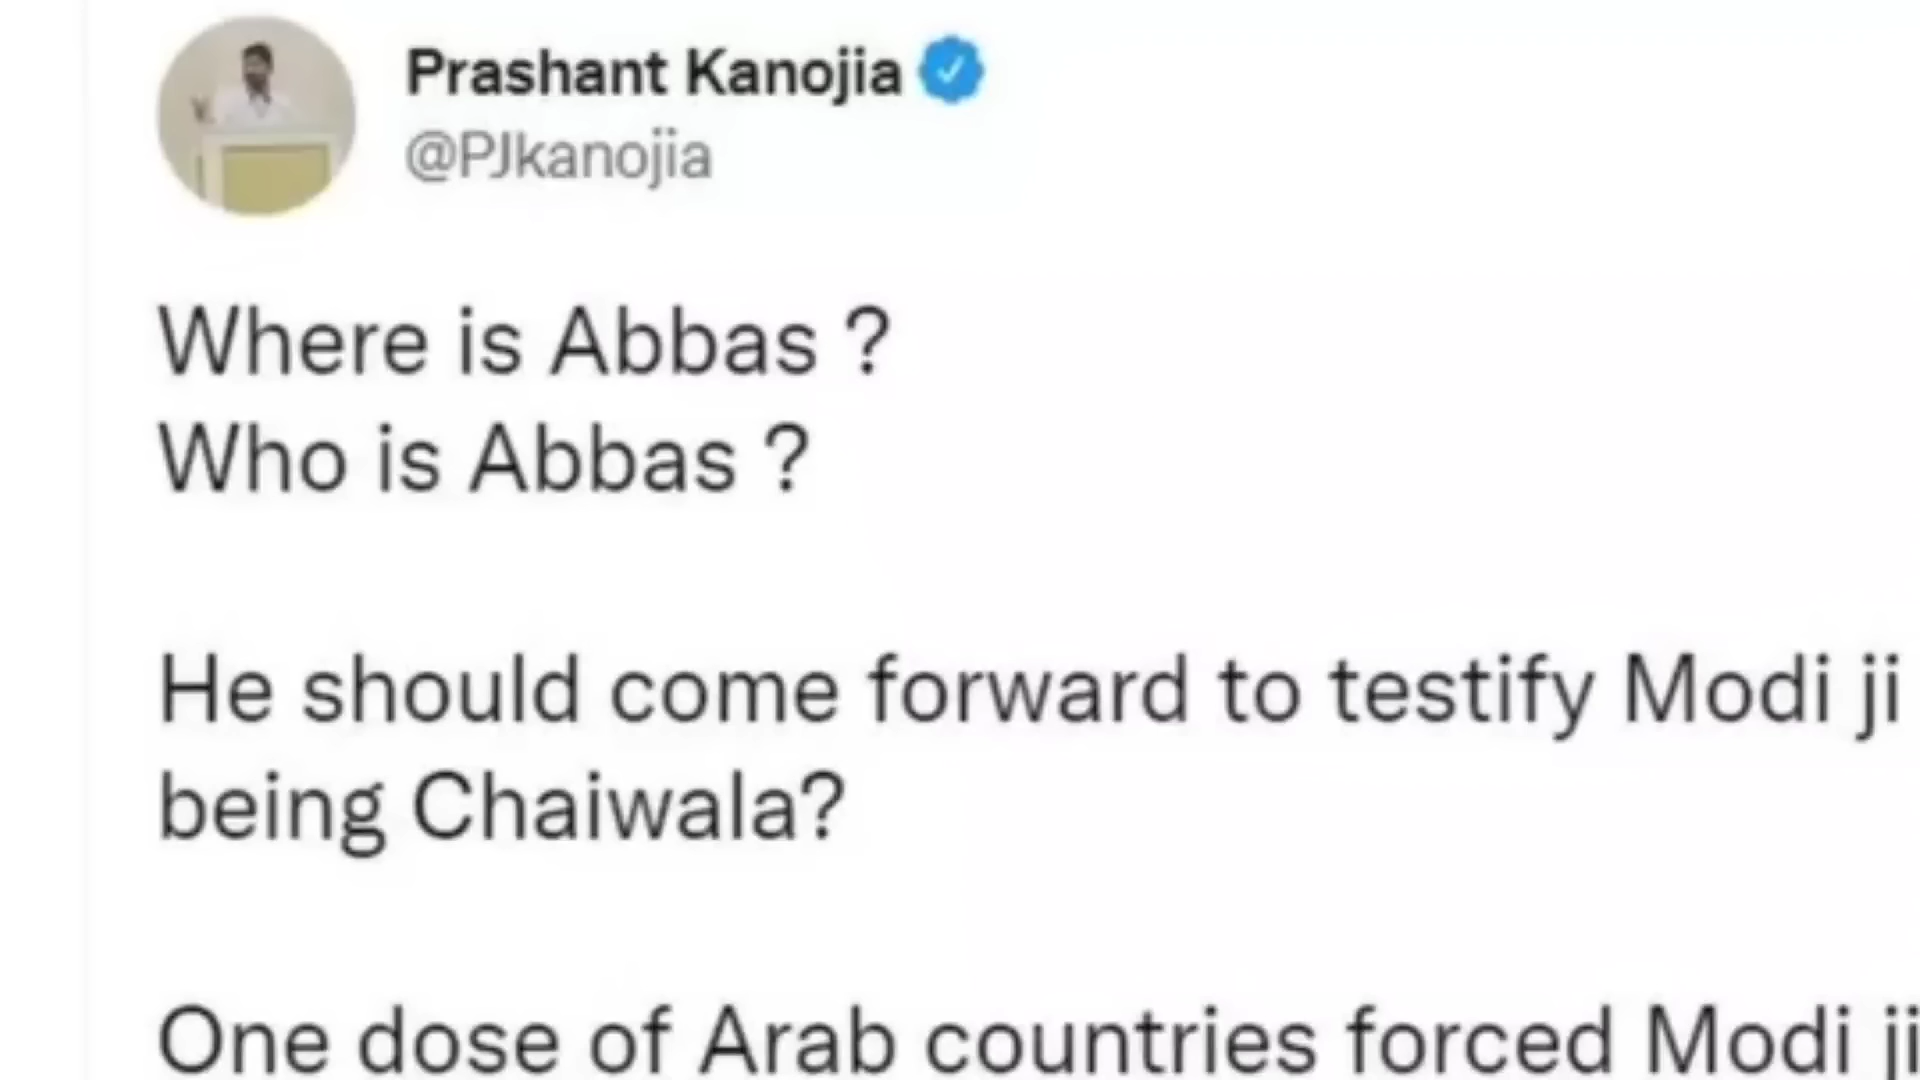 Prashant Kanojia
@PJkanojia
Where is Abbas ?
Who is Abbas ?
He should come forward to testify Modi ji
being Chaiwala?
One dose of Arab countries forced Modi ji